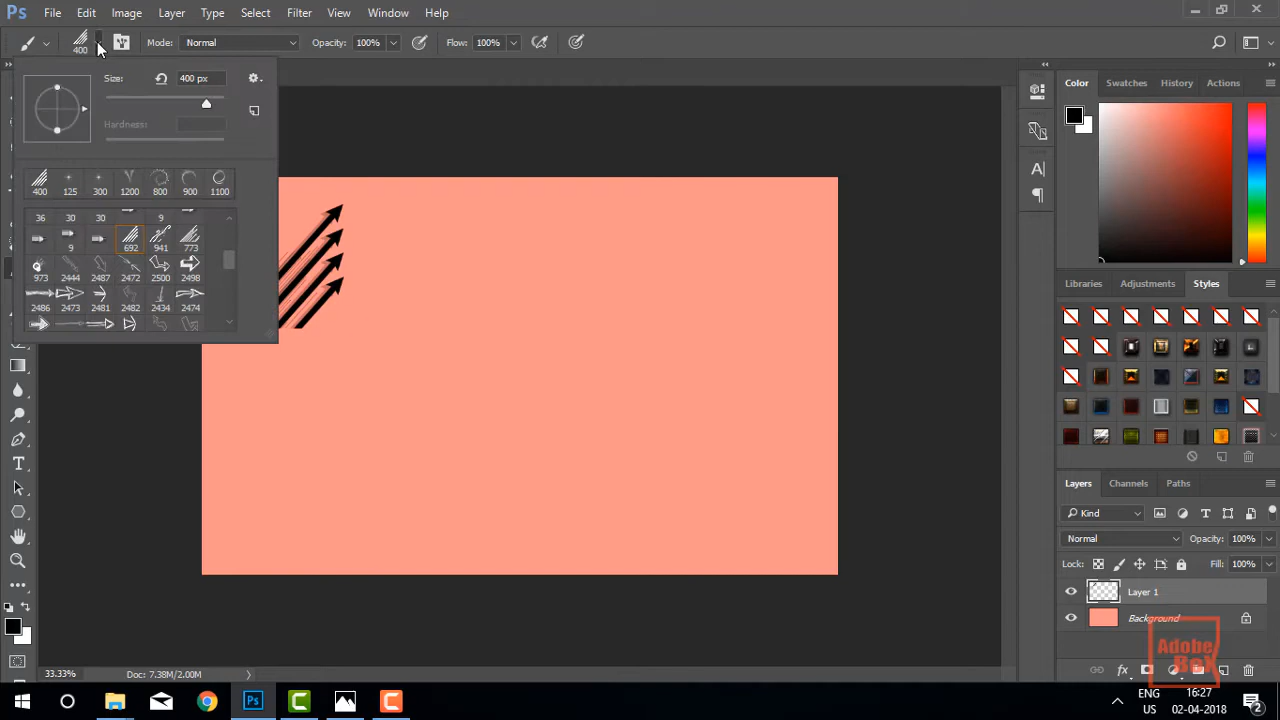 Ps File Edit Image Layer Type Select Filter View Window Help
400 Mode: Normal Opacity: 100% Flow: 100%
Size: 400 px
Hardness:
400 125 300 1200 800 900 1100
36 30 30 9
9 692 941 773
973 2444 2487 2472 2500 2498
2486 2473 2481 2482 2434 2474
Color Swatches History Actions
Libraries Adjustments Styles
Layers Channels Paths
Kind
Normal Opacity: 100%
Lock: Fill: 100%
Layer 1
Background
Adobe
BeX
33.33% Doc: 7.38M/2.00M
Ps
ENG
US
16:27
02-04-2018
2